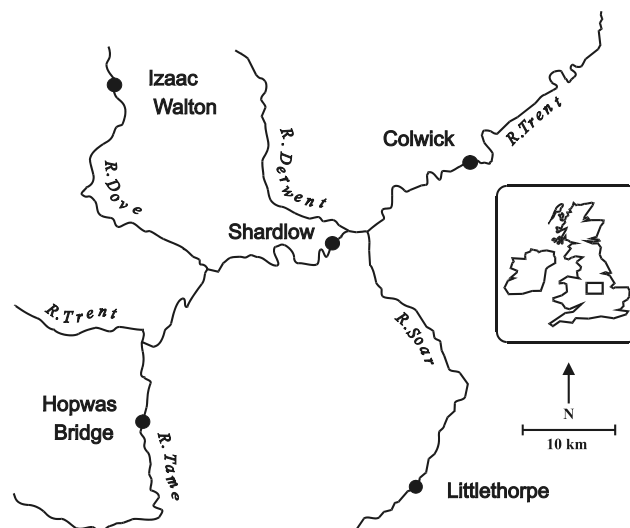 Izaac
Walton
Colwick
R.Trent
R. Derwent
R.Dove
Shardlow
R.Trent
R.Soar
Hopwas
Bridge
N
10 km
R.Tame
Littlethorpe